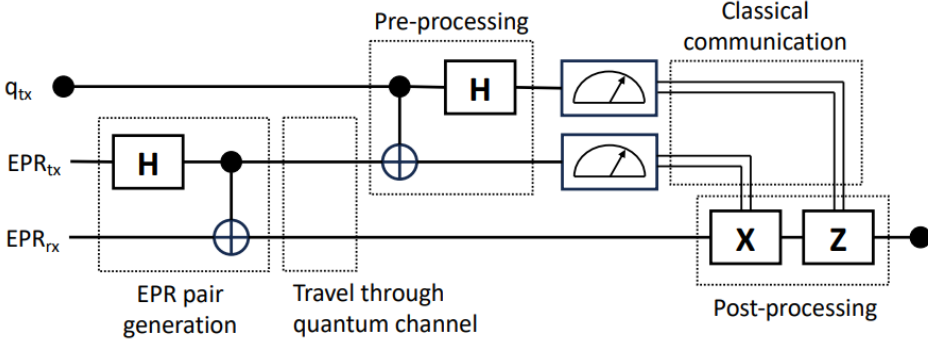 Classical
communication
Pre-processing
q_tx
H
EPR_tx
H
EPR_rx
X
Z
EPR pair
generation
Travel through
quantum channel
Post-processing